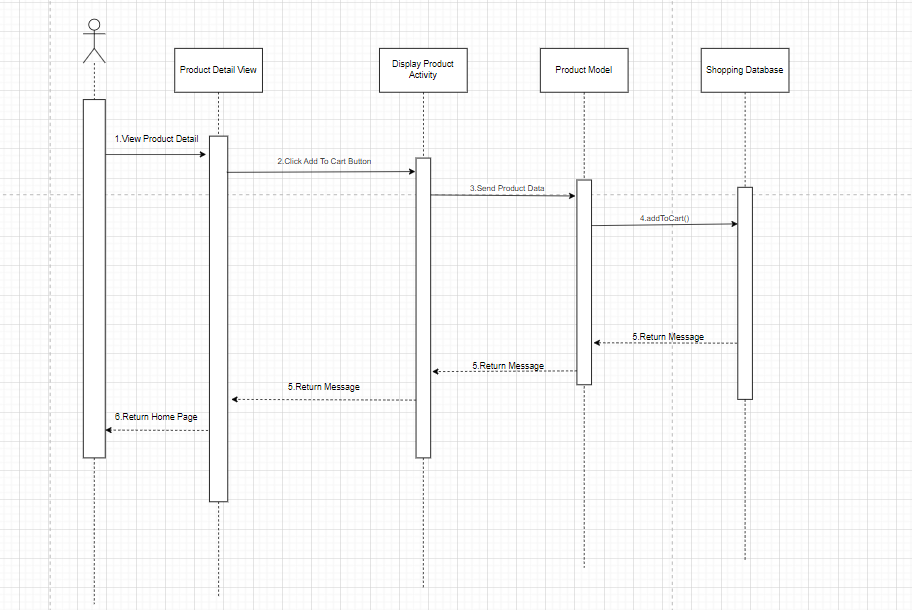 Product Detail View
Display Product
Activity
Product Model
Shopping Database
1.View Product Detail
2.Click Add To Cart Button
3.Send Product Data
4.addToCart()
5.Return Message
5.Return Message
5.Return Message
6.Return Home Page